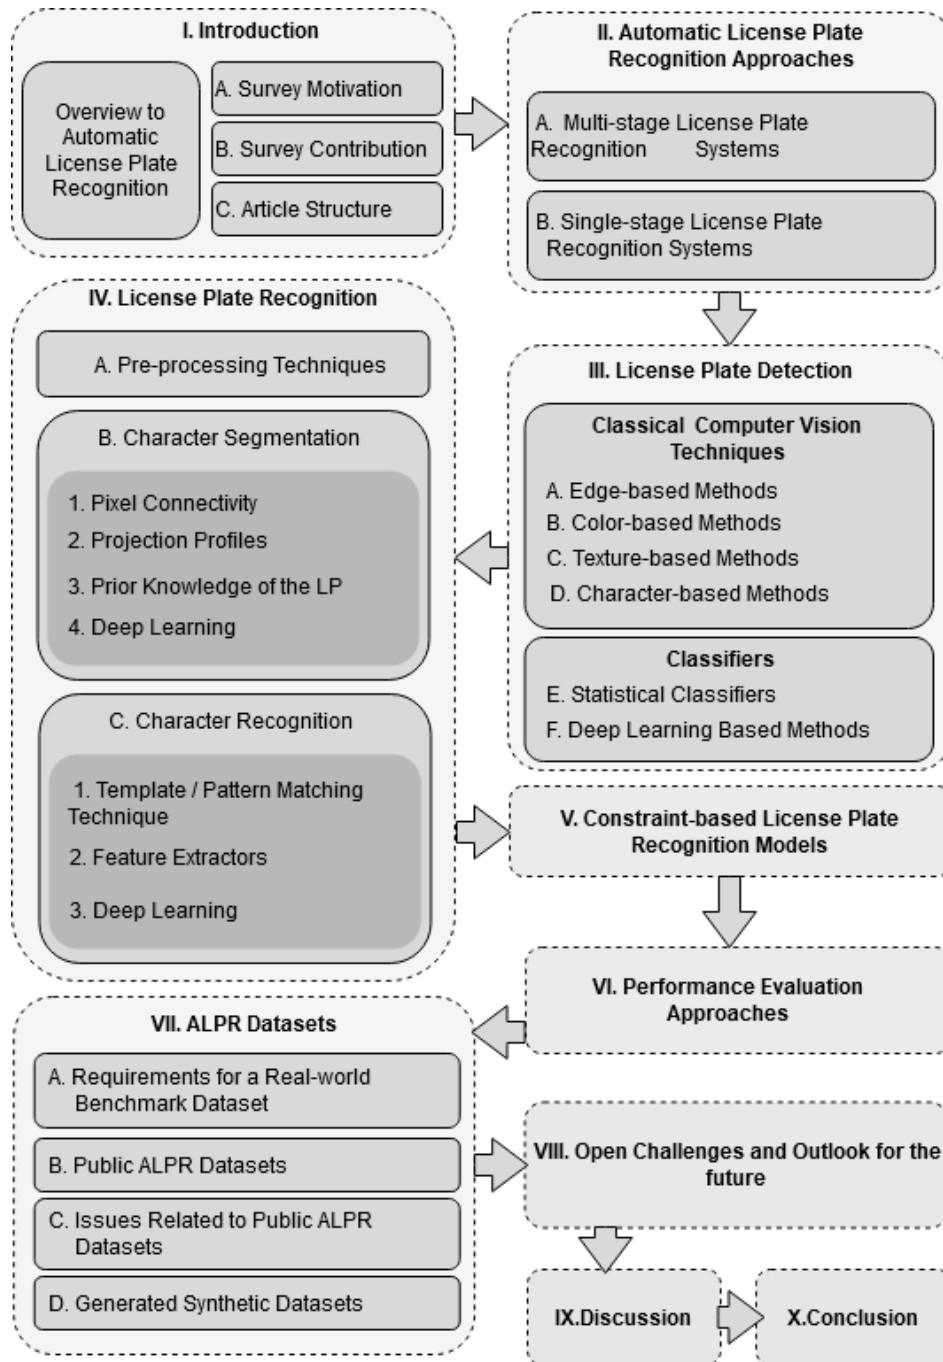 I. Introduction
Overview to
Automatic
License Plate
Recognition
A. Survey Motivation
B. Survey Contribution
C. Article Structure
II. Automatic License Plate
Recognition Approaches
A. Multi-stage License Plate
Recognition Systems
B. Single-stage License Plate
Recognition Systems
III. License Plate Detection
Classical Computer Vision
Techniques
A. Edge-based Methods
B. Color-based Methods
C. Texture-based Methods
D. Character-based Methods
Classifiers
E. Statistical Classifiers
F. Deep Learning Based Methods
IV. License Plate Recognition
A. Pre-processing Techniques
B. Character Segmentation
1. Pixel Connectivity
2. Projection Profiles
3. Prior Knowledge of the LP
4. Deep Learning
C. Character Recognition
1. Template / Pattern Matching
Technique
2. Feature Extractors
3. Deep Learning
V. Constraint-based License Plate
Recognition Models
VI. Performance Evaluation
Approaches
VII. ALPR Datasets
A. Requirements for a Real-world
Benchmark Dataset
B. Public ALPR Datasets
C. Issues Related to Public ALPR
Datasets
D. Generated Synthetic Datasets
VIII. Open Challenges and Outlook for the
future
IX.Discussion
X.Conclusion